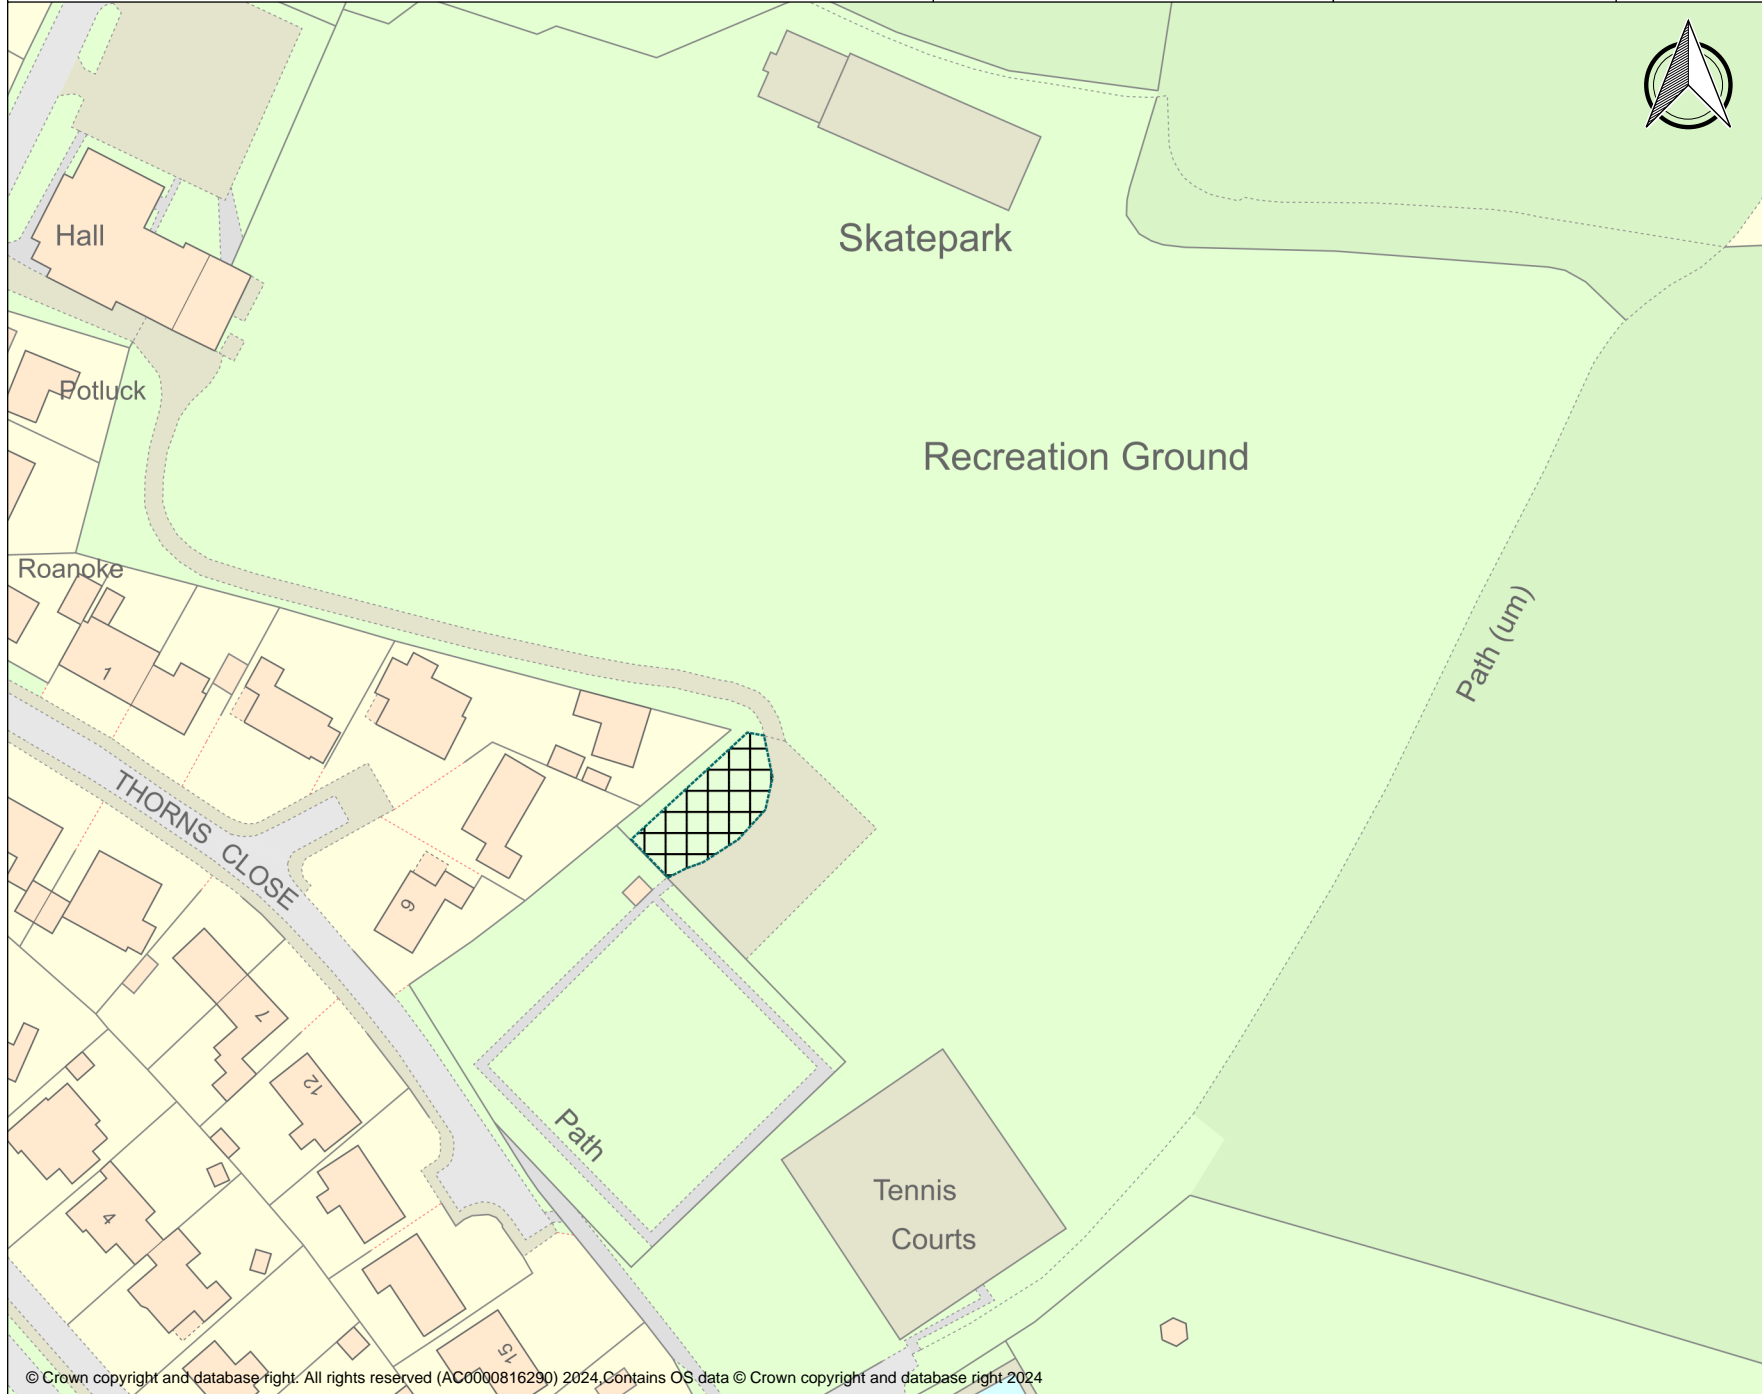 Skatepark
Hall
Potluck
Recreation Ground
Roanoke
Path (um)
1
THORNS CLOSE
9
7
12
Path
Tennis
Courts
4
15
© Crown copyright and database right. All rights reserved (AC0000816290) 2024,Contains OS data © Crown copyright and database right 2024